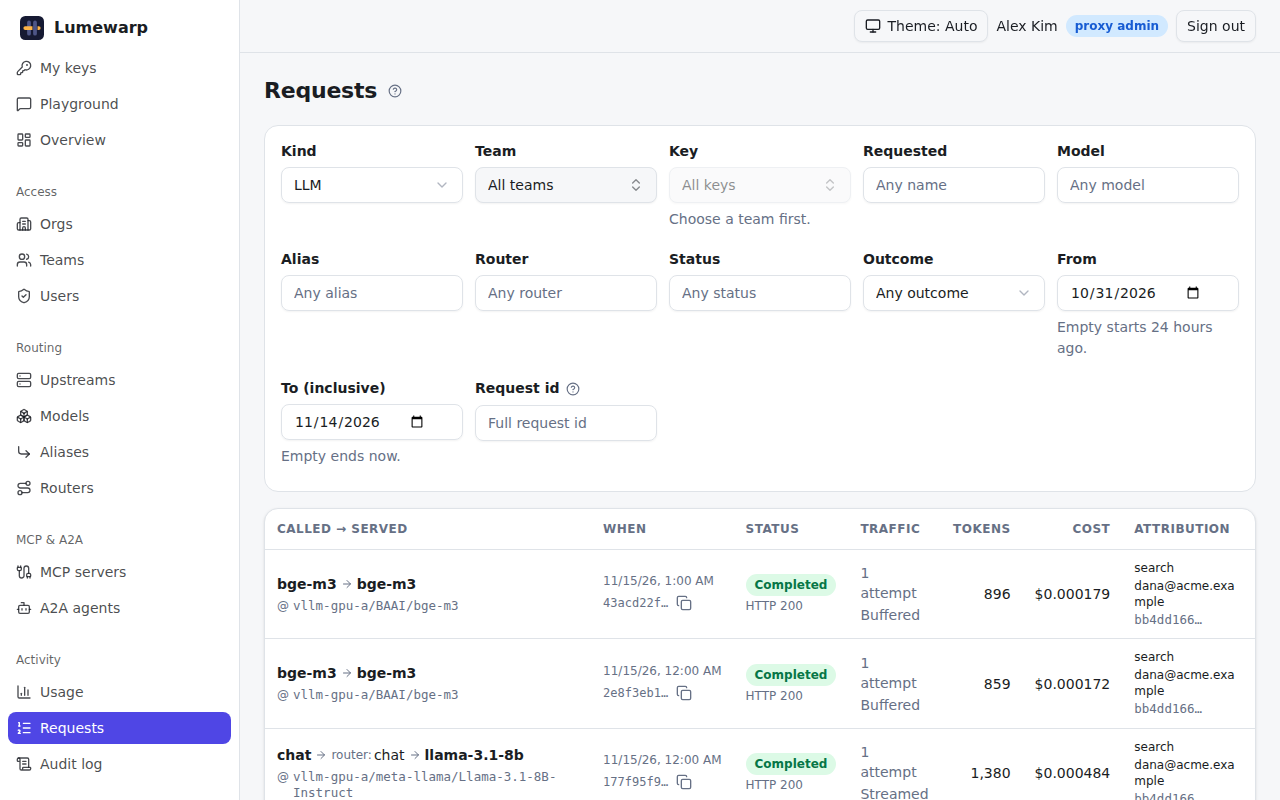 Lumewarp
Theme: Auto
Alex Kim
proxy admin
Sign out
My keys
Playground
Overview
Access
Orgs
Teams
Users
Routing
Upstreams
Models
Aliases
Routers
MCP & A2A
MCP servers
A2A agents
Activity
Usage
Requests
Audit log
Requests
Kind
Team
Key
Requested
Model
LLM
All teams
All keys
Any name
Any model
Choose a team first.
Alias
Router
Status
Outcome
From
Any alias
Any router
Any status
Any outcome
10/31/2026
Empty starts 24 hours
ago.
To (inclusive)
Request id
11/14/2026
Full request id
Empty ends now.
CALLED → SERVED
WHEN
STATUS
TRAFFIC
TOKENS
COST
ATTRIBUTION
bge-m3 → bge-m3
@ vllm-gpu-a/BAAI/bge-m3
11/15/26, 1:00 AM
43acd22f…
Completed
HTTP 200
1
attempt
Buffered
896
$0.000179
search
dana@acme.exa
mple
bb4dd166…
bge-m3 → bge-m3
@ vllm-gpu-a/BAAI/bge-m3
11/15/26, 12:00 AM
2e8f3eb1…
Completed
HTTP 200
1
attempt
Buffered
859
$0.000172
search
dana@acme.exa
mple
bb4dd166…
chat → router: chat → llama-3.1-8b
@ vllm-gpu-a/meta-llama/Llama-3.1-8B-
Instruct
11/15/26, 12:00 AM
177f95f9…
Completed
HTTP 200
1
attempt
Streamed
1,380
$0.000484
search
dana@acme.exa
mple
bb4dd166…